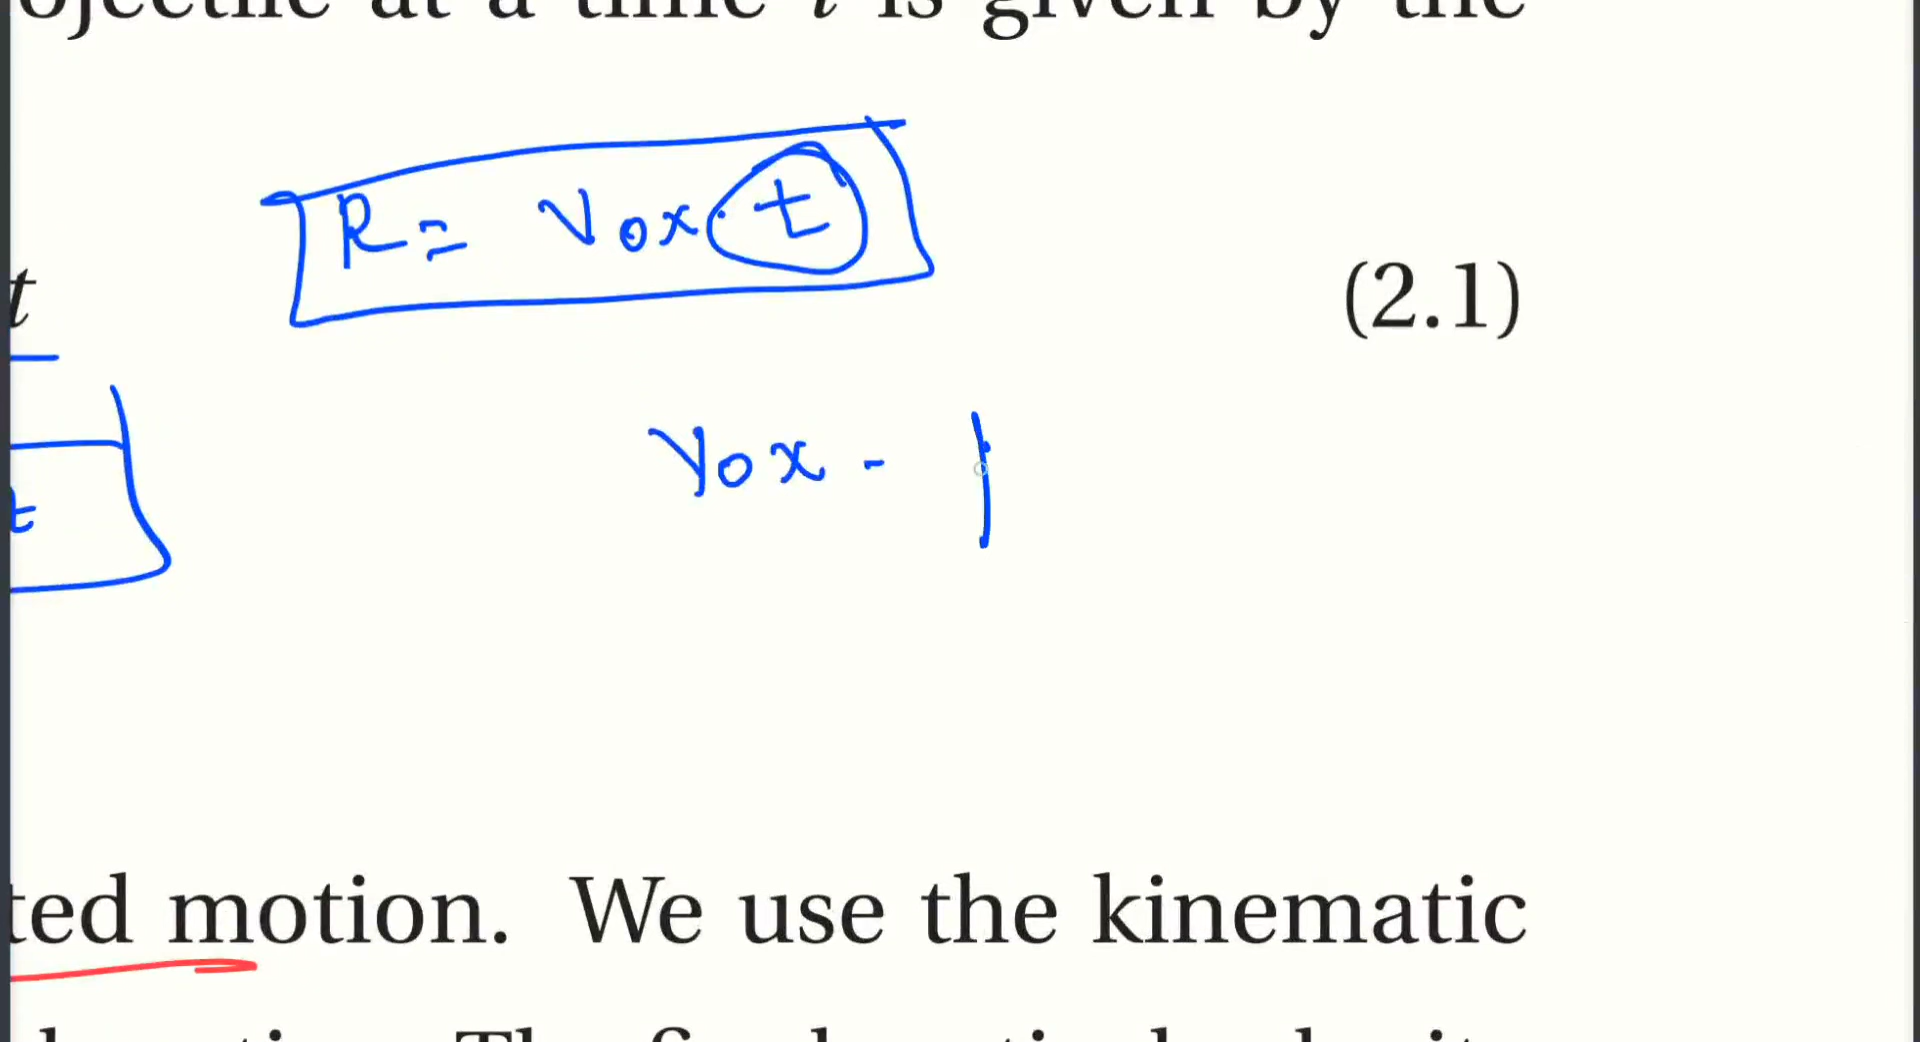 ojectile at a time t is given by the
R = Vox · t
t
(2.1)
Vox -
t
ted motion. We use the kinematic